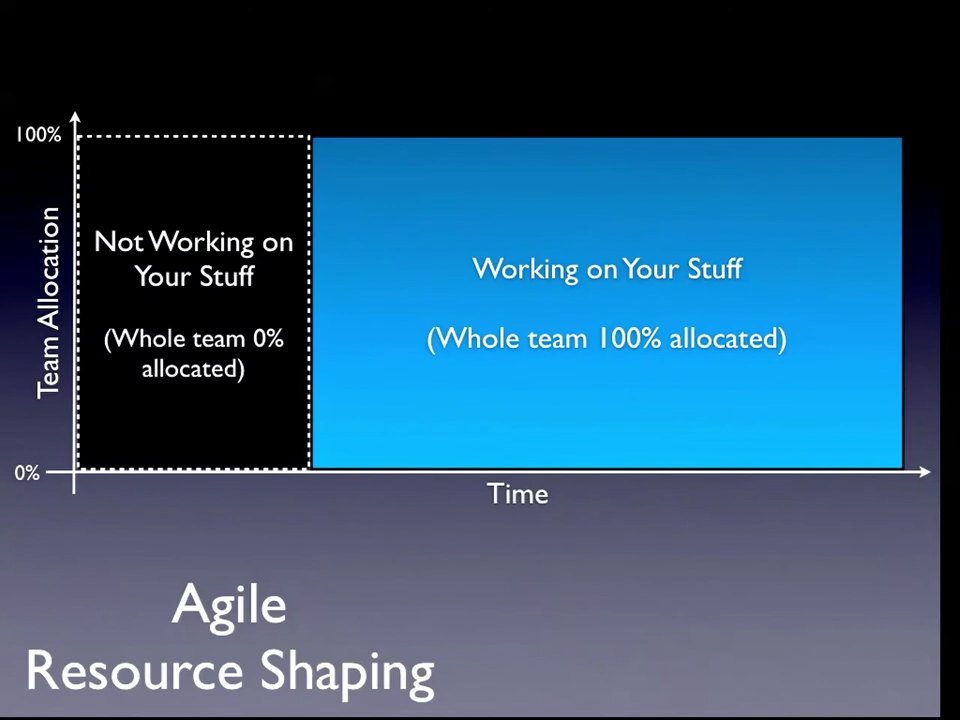 100%
Team Allocation
Not Working on
Your Stuff
(Whole team 0%
allocated)
Working on Your Stuff
(Whole team 100% allocated)
0%
Time
Agile
Resource Shaping